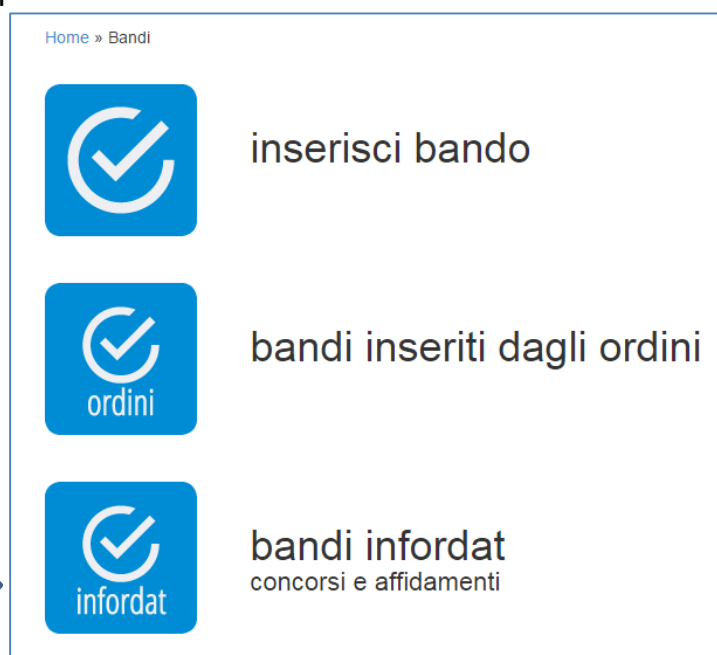 Home » Bandi
inserisci bando
ordini
bandi inseriti dagli ordini
infordat
bandi infordat
concorsi e affidamenti